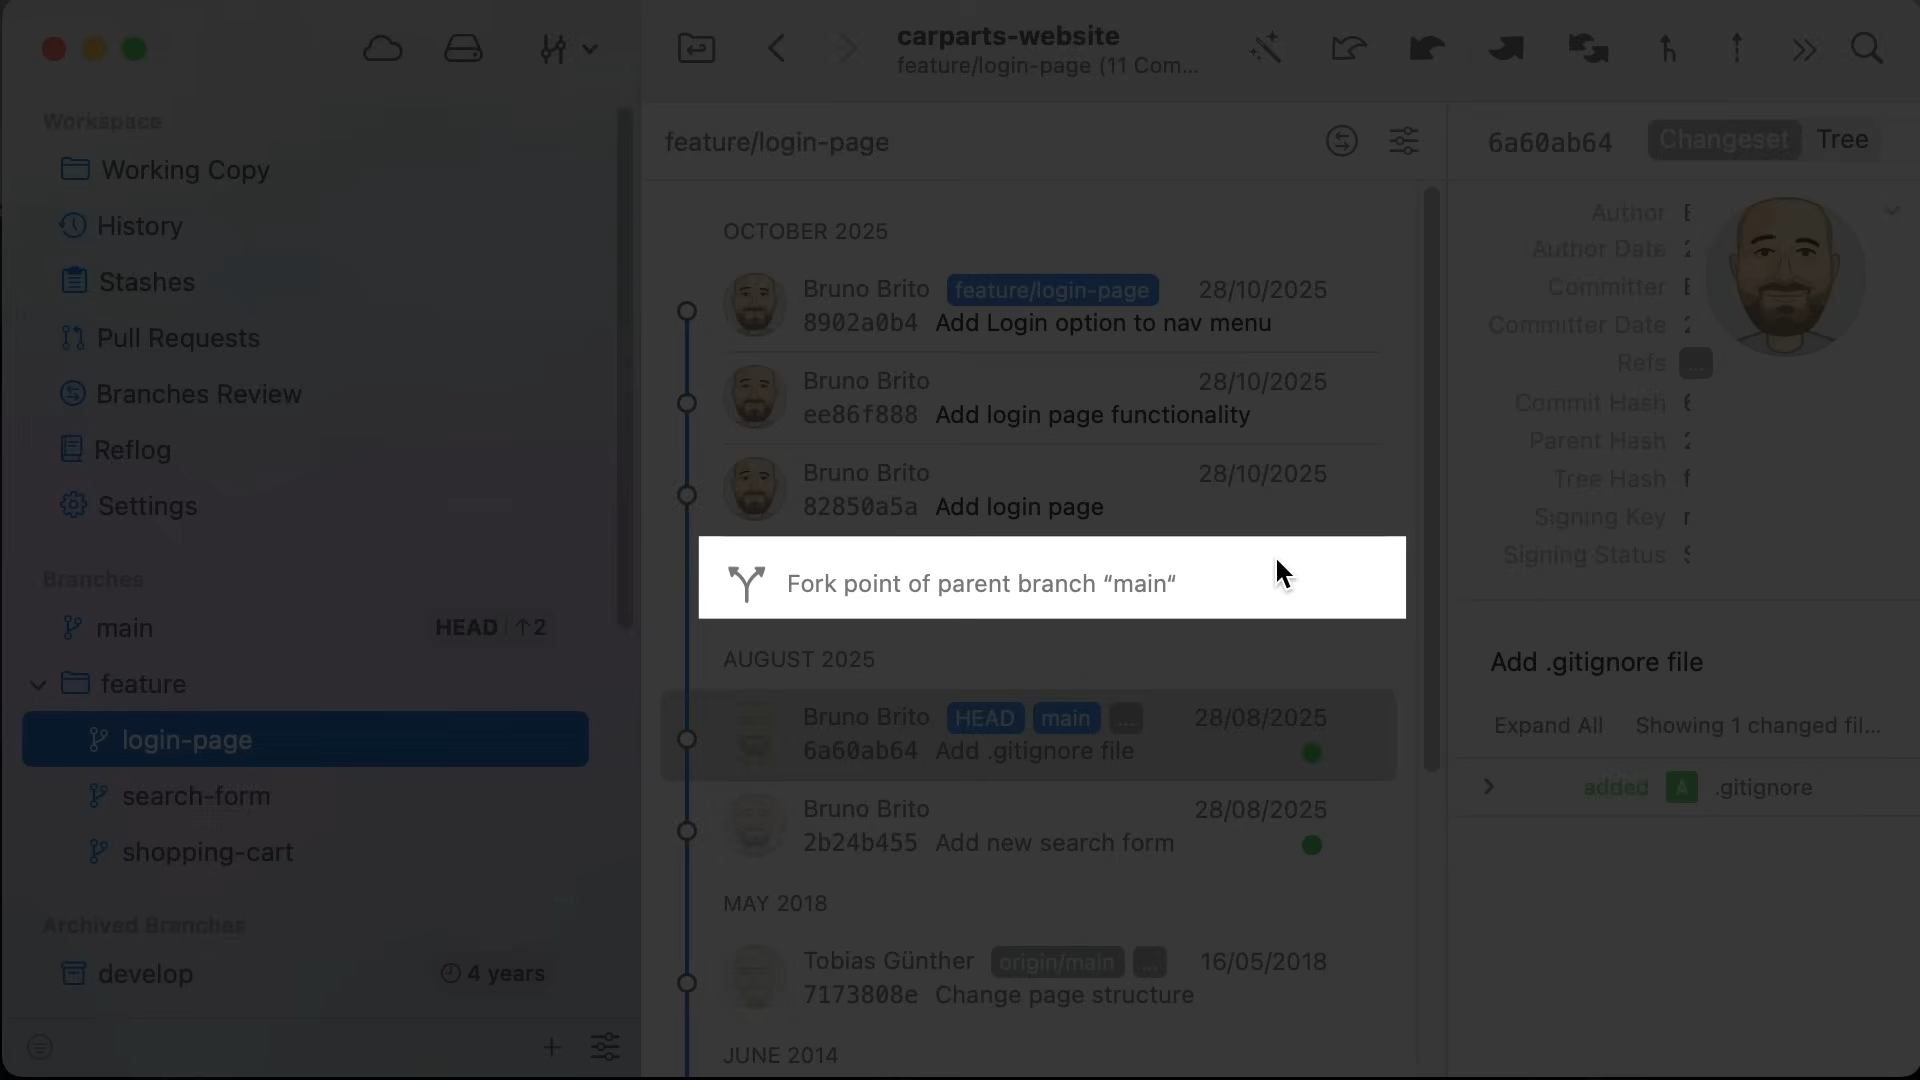 carparts-website
feature/login-page (11 Com...
Workspace
Working Copy
History
Stashes
Pull Requests
Branches Review
Reflog
Settings
Branches
main HEAD ↑2
feature
login-page
search-form
shopping-cart
Archived Branches
develop 4 years
feature/login-page
OCTOBER 2025
Bruno Brito feature/login-page 28/10/2025
8902a0b4 Add Login option to nav menu
Bruno Brito 28/10/2025
ee86f888 Add login page functionality
Bruno Brito 28/10/2025
82850a5a Add login page
Fork point of parent branch “main“
AUGUST 2025
Bruno Brito HEAD main ... 28/08/2025
6a60ab64 Add .gitignore file
Bruno Brito 28/08/2025
2b24b455 Add new search form
MAY 2018
Tobias Günther origin/main ... 16/05/2018
7173808e Change page structure
JUNE 2014
6a60ab64 Changeset Tree
Author
Author Date
Committer
Committer Date
Refs ...
Commit Hash
Parent Hash
Tree Hash
Signing Key
Signing Status
Add .gitignore file
Expand All Showing 1 changed fil...
added A .gitignore